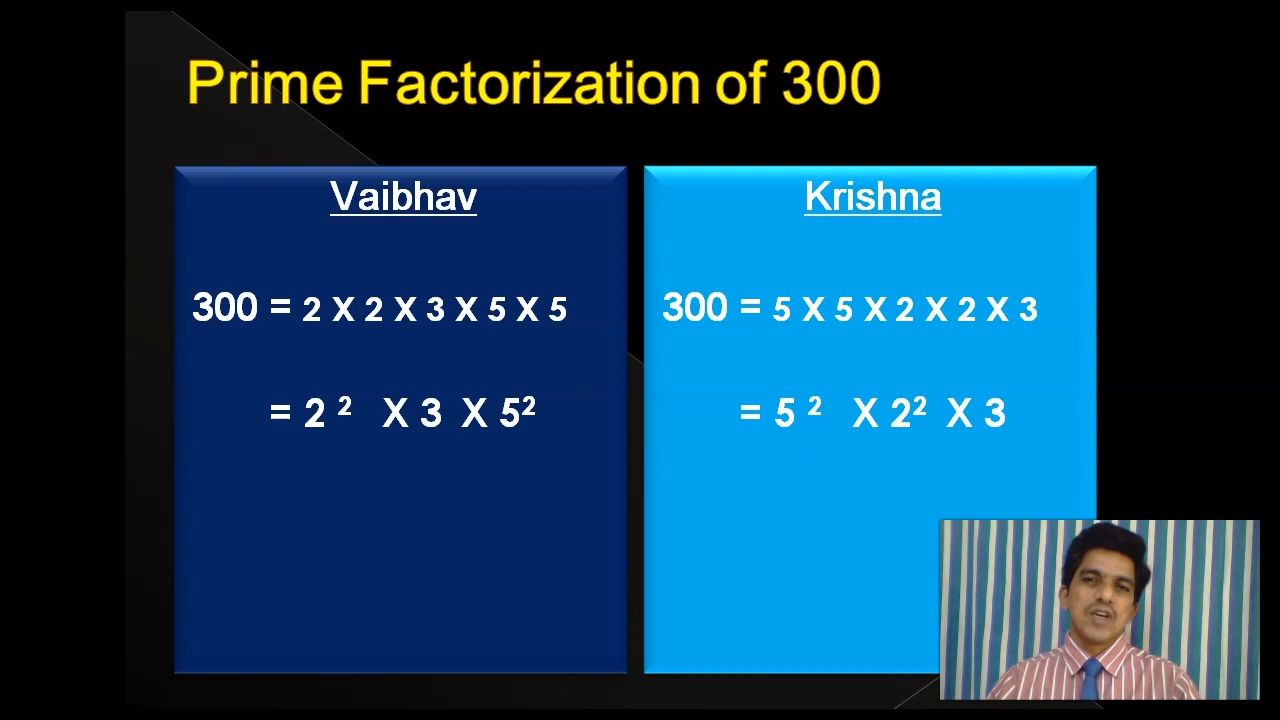 Prime Factorization of 300
Vaibhav
300 = 2 X 2 X 3 X 5 X 5
= 2 ² X 3 X 5²
Krishna
300 = 5 X 5 X 2 X 2 X 3
= 5 ² X 2² X 3